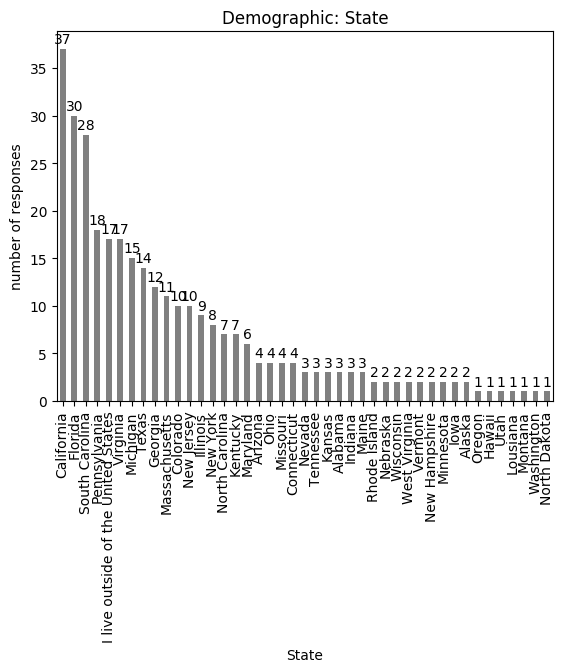 Demographic: State
number of responses
35
30
25
20
15
10
5
0
37
30
28
18
17
17
15
14
12
11
10
10
9
8
7
7
6
4
4
4
4
3
3
3
3
3
3
2
2
2
2
2
2
2
2
2
1
1
1
1
1
1
1
California
Florida
South Carolina
Pennsylvania
I live outside of the United States
Virginia
Michigan
Texas
Georgia
Massachusetts
Colorado
New Jersey
Illinois
New York
North Carolina
Kentucky
Maryland
Arizona
Ohio
Missouri
Connecticut
Nevada
Tennessee
Kansas
Alabama
Indiana
Maine
Rhode Island
Nebraska
Wisconsin
West Virginia
Vermont
New Hampshire
Minnesota
Iowa
Alaska
Oregon
Hawaii
Utah
Lousiana
Montana
Washington
North Dakota
State